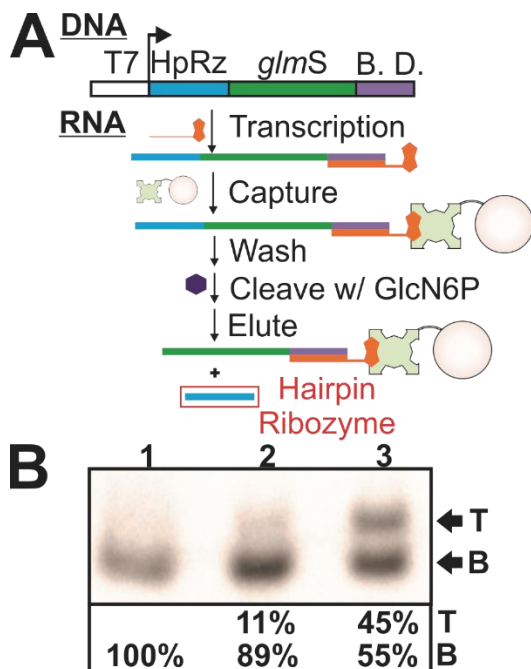 A DNA
T7 HpRz glmS B. D.
RNA
Transcription
Capture
Wash
Cleave w/ GlcN6P
Elute
+
Hairpin
Ribozyme
B 1 2 3
T
B
11% 45% T
100% 89% 55% B